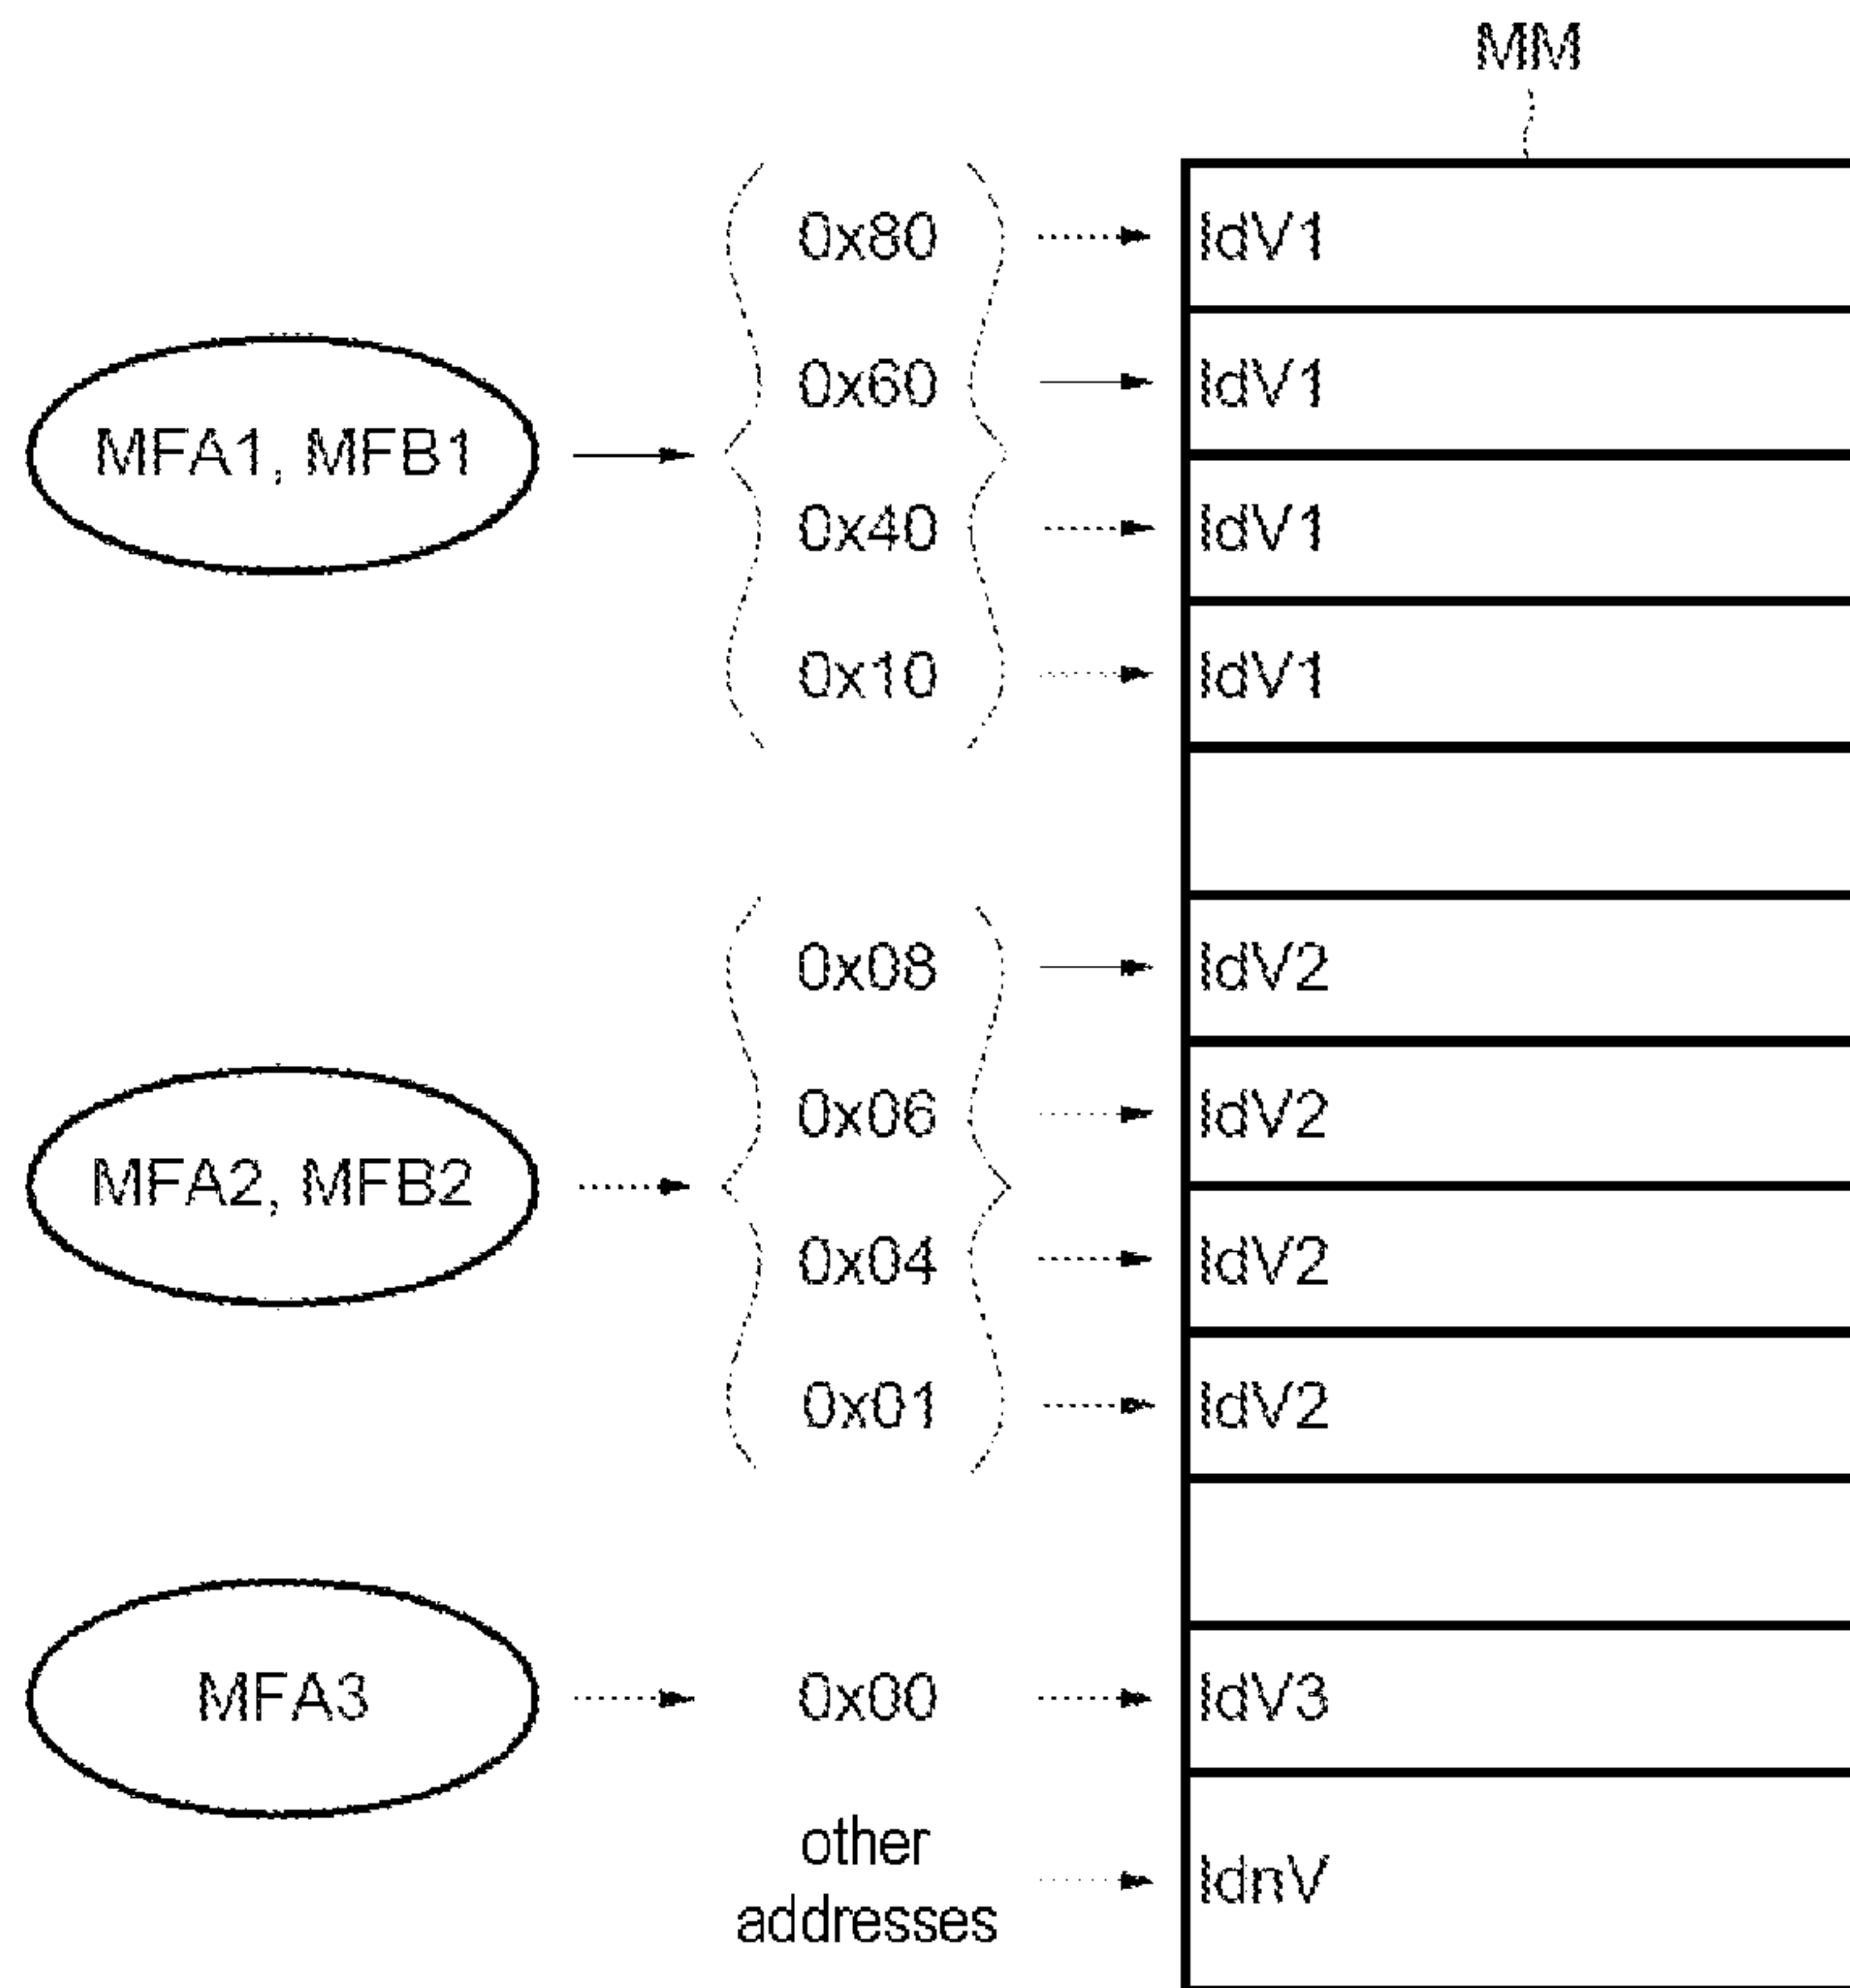 MM
0x80 IdV1
0x60 IdV1
MFA1, MFB1
0x40 IdV1
0x10 IdV1
0x08 IdV2
0x06 IdV2
MFA2, MFB2
0x04 IdV2
0x01 IdV2
MFA3 0x00 IdV3
other
addresses
IdnV